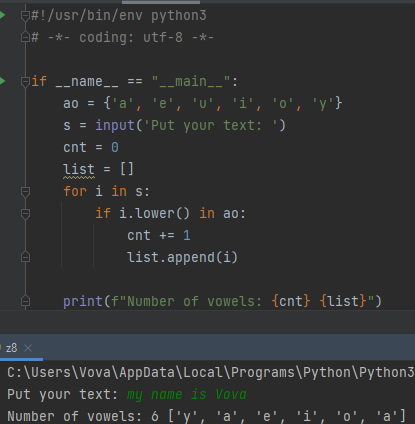 #!/usr/bin/env python3
# -*- coding: utf-8 -*-
if __name__ == "__main__":
ao = {'a', 'e', 'u', 'i', 'o', 'y'}
s = input('Put your text: ')
cnt = 0
list = []
for i in s:
if i.lower() in ao:
cnt += 1
list.append(i)
print(f"Number of vowels: {cnt} {list}")
z8
C:\Users\Vova\AppData\Local\Programs\Python\Python3
Put your text: my name is Vova
Number of vowels: 6 ['y', 'a', 'e', 'i', 'o', 'a']